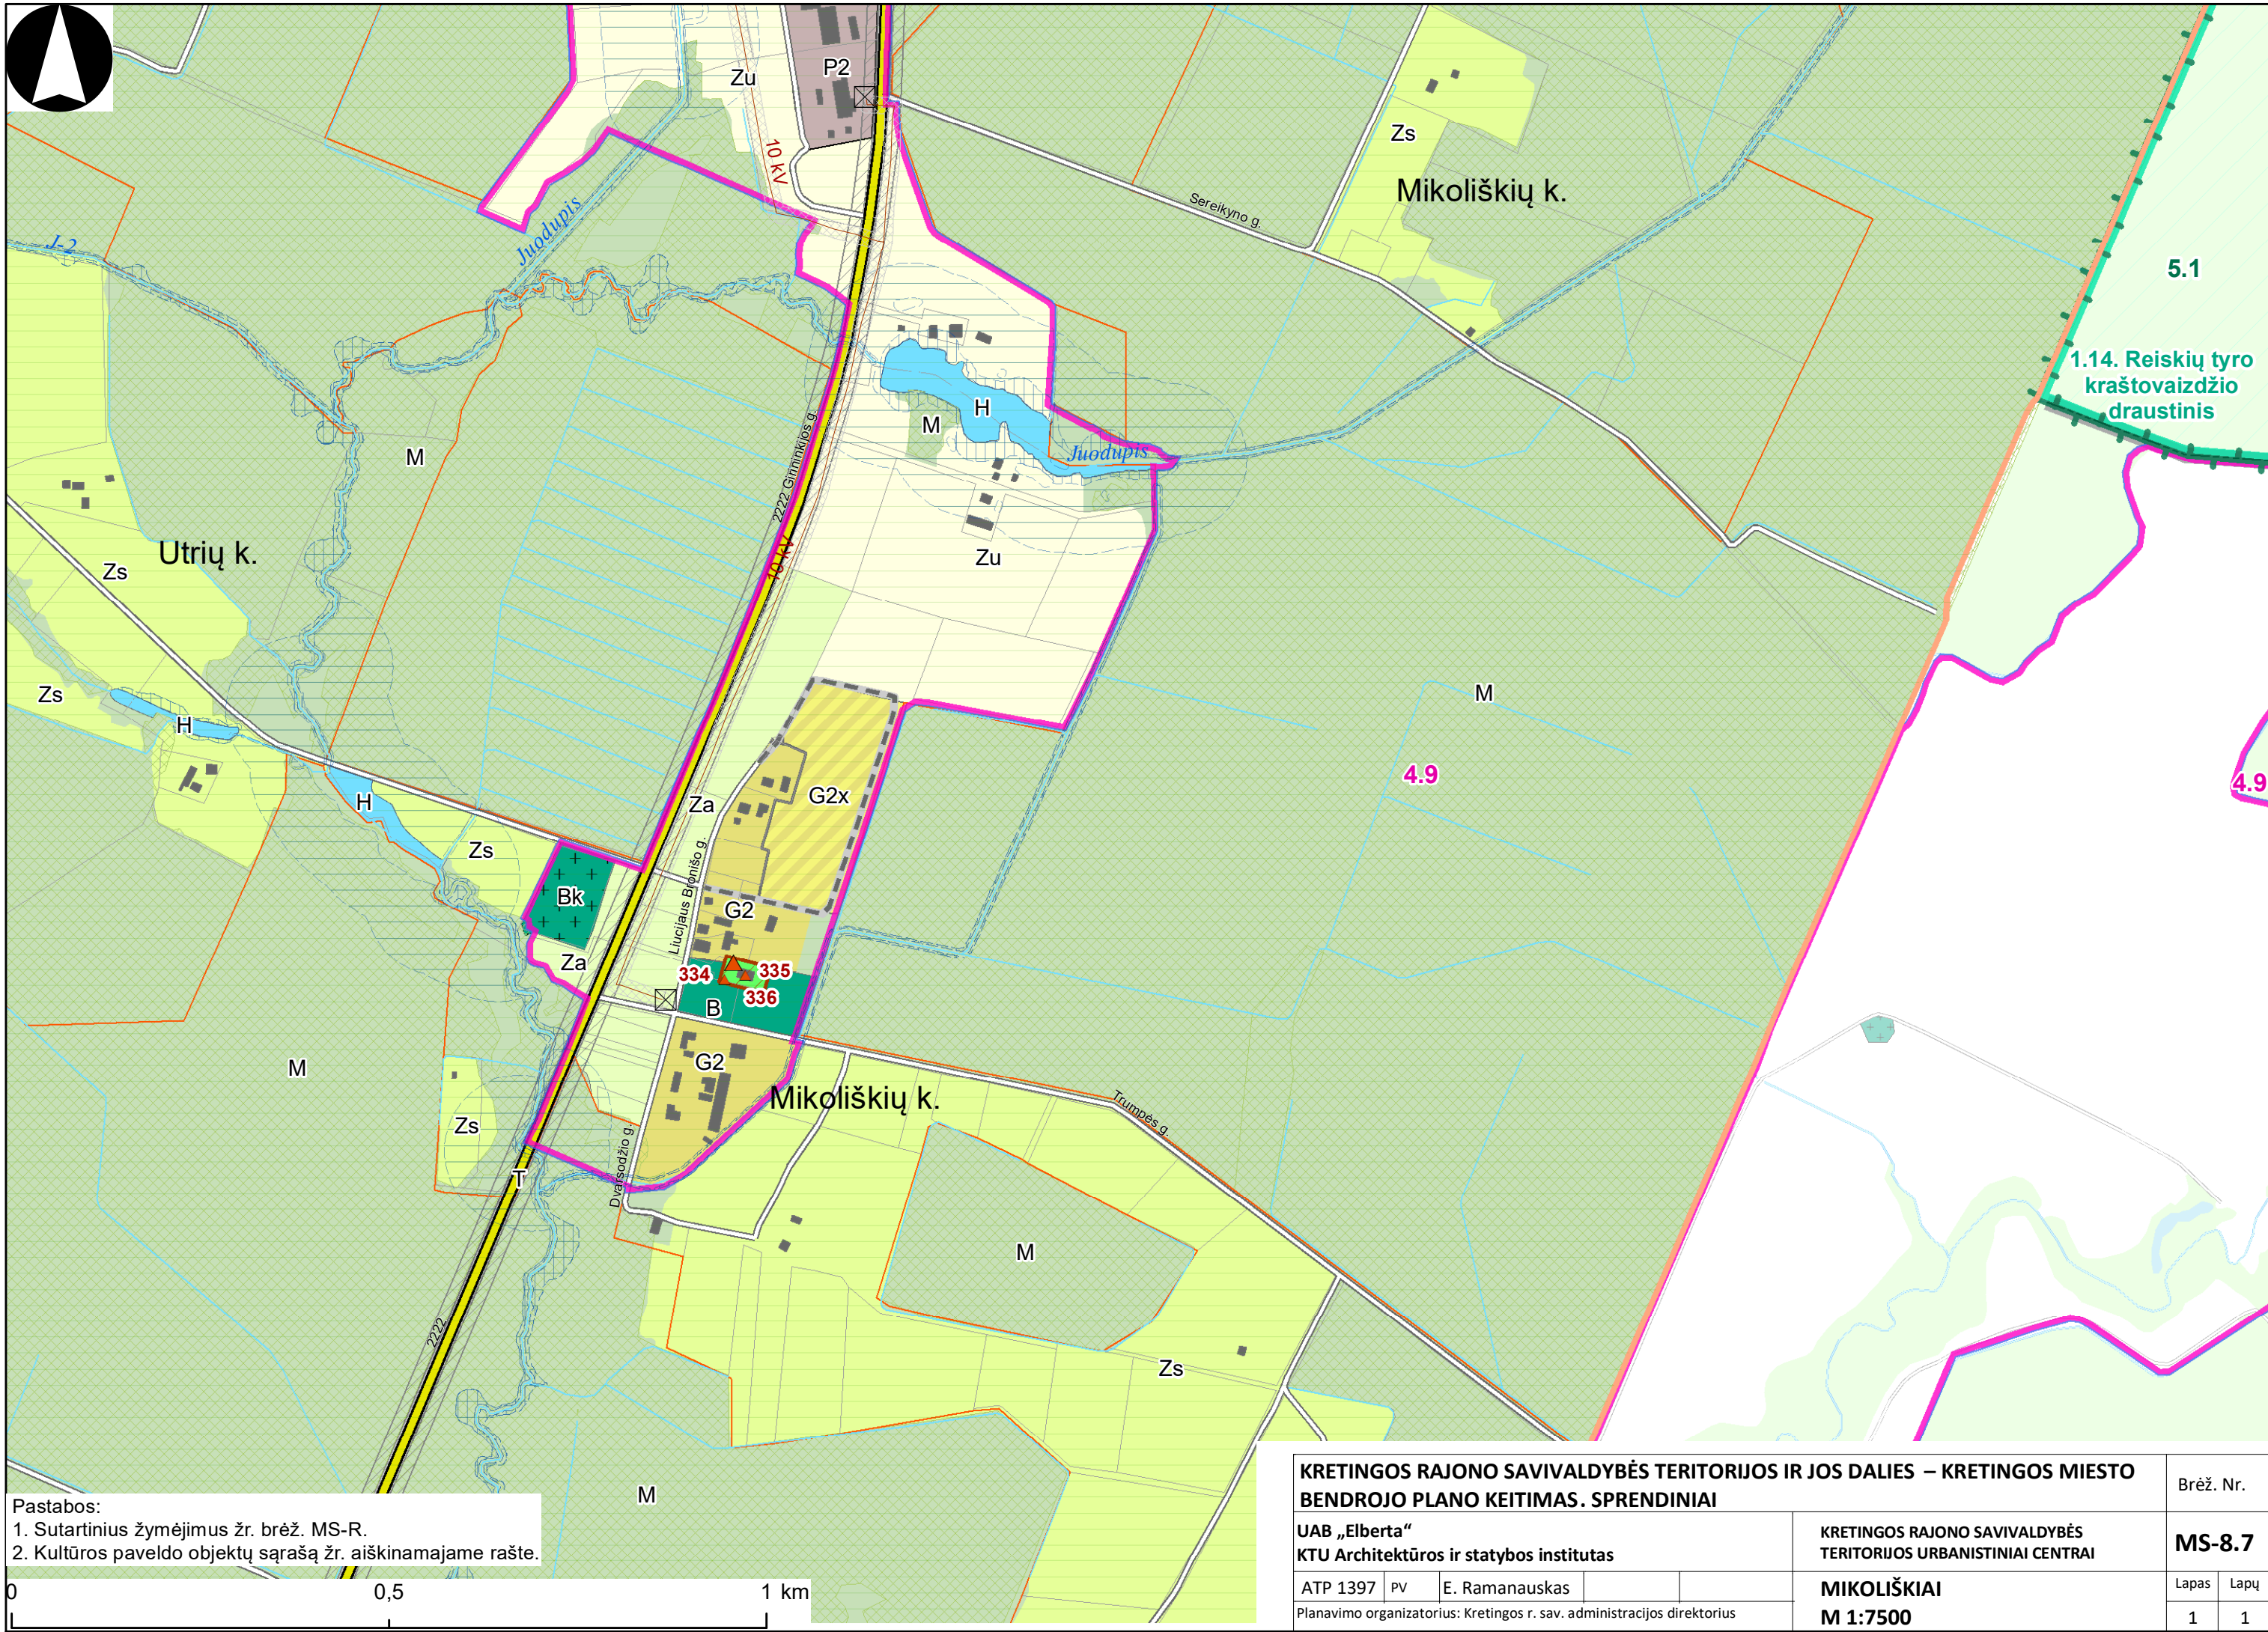 P2
Zu
10 kV
Zs
Mikoliškių k.
Sereikyno g.
Juodupis
J-2
5.1
1.14. Reiskių tyro
kraštovaizdžio
draustinis
H
M
Juodupis
M
2222 Girininkijos g.
10 kV
Utrių k.
Zs
Zu
Zs
H
M
4.9
4.9
H
Za
G2x
Zs
Bk
Liucijaus Bronišo g.
G2
Za
334
335
336
B
M
G2
Mikoliškių k.
Trumpės g.
Zs
Dvarsodžio g.
T
M
2222
Zs
M
Pastabos:
1. Sutartinius žymėjimus žr. brėž. MS-R.
2. Kultūros paveldo objektų sąrašą žr. aiškinamajame rašte.
0 0,5 1 km
KRETINGOS RAJONO SAVIVALDYBĖS TERITORIJOS IR JOS DALIES – KRETINGOS MIESTO
BENDROJO PLANO KEITIMAS. SPRENDINIAI
Brėž. Nr.
UAB „Elberta“
KTU Architektūros ir statybos institutas
KRETINGOS RAJONO SAVIVALDYBĖS
TERITORIJOS URBANISTINIAI CENTRAI
MS-8.7
ATP 1397 PV E. Ramanauskas
Planavimo organizatorius: Kretingos r. sav. administracijos direktorius
MIKOLIŠKIAI
M 1:7500
Lapas Lapų
1 1